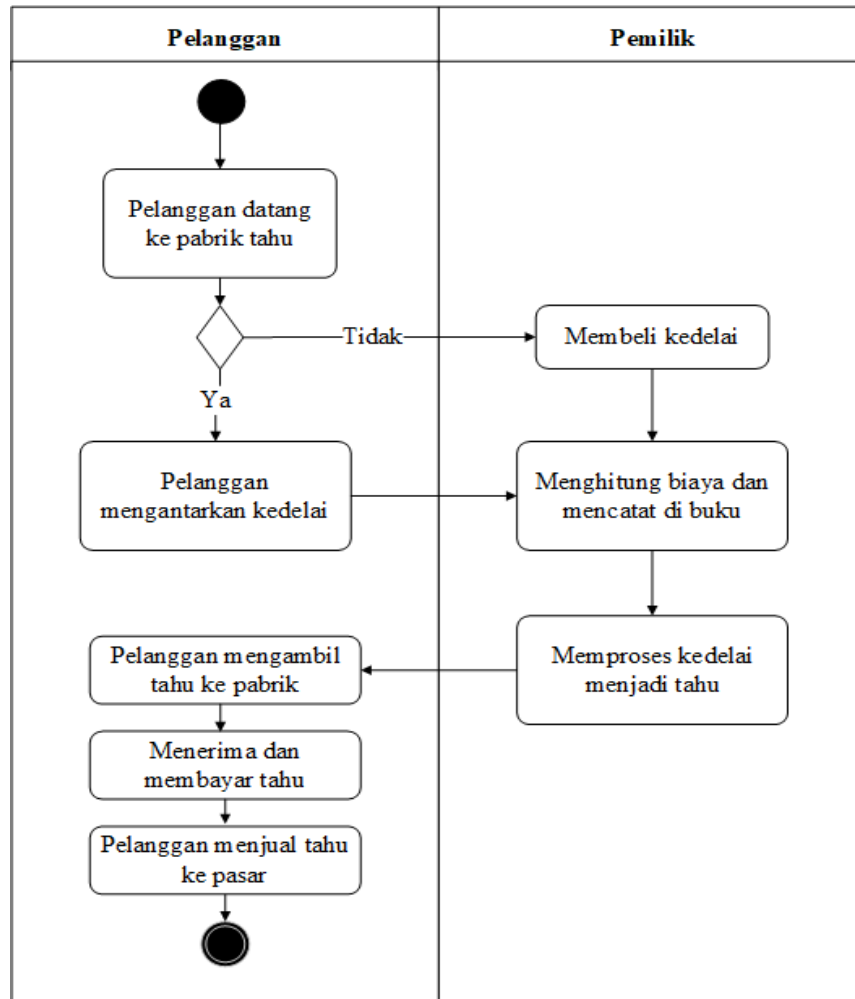 Pelanggan
Pemilik
Pelanggan datang
ke pabrik tahu
Tidak
Membeli kedelai
Ya
Pelanggan
mengantarkan kedelai
Menghitung biaya dan
mencatat di buku
Pelanggan mengambil
tahu ke pabrik
Memproses kedelai
menjadi tahu
Menerima dan
membayar tahu
Pelanggan menjual tahu
ke pasar